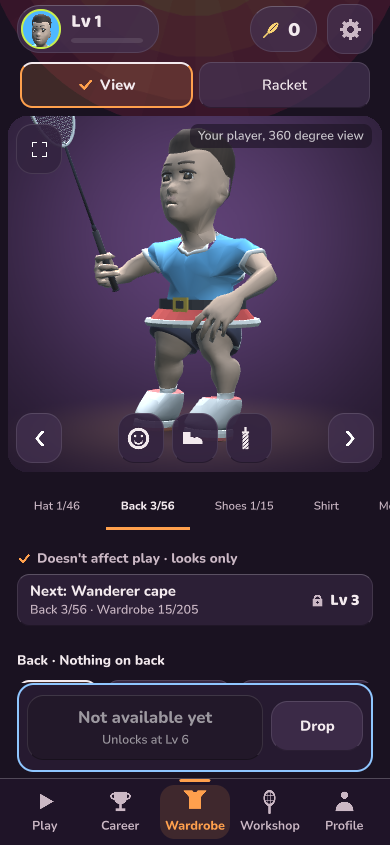 Lv 1
0
View
Racket
Your player, 360 degree view
Hat 1/46
Back 3/56
Shoes 1/15
Shirt
Doesn't affect play - looks only
Next: Wanderer cape
Back 3/56 · Wardrobe 15/205
Lv 3
Back · Nothing on back
Not available yet
Unlocks at Lv 6
Drop
Play
Career
Wardrobe
Workshop
Profile